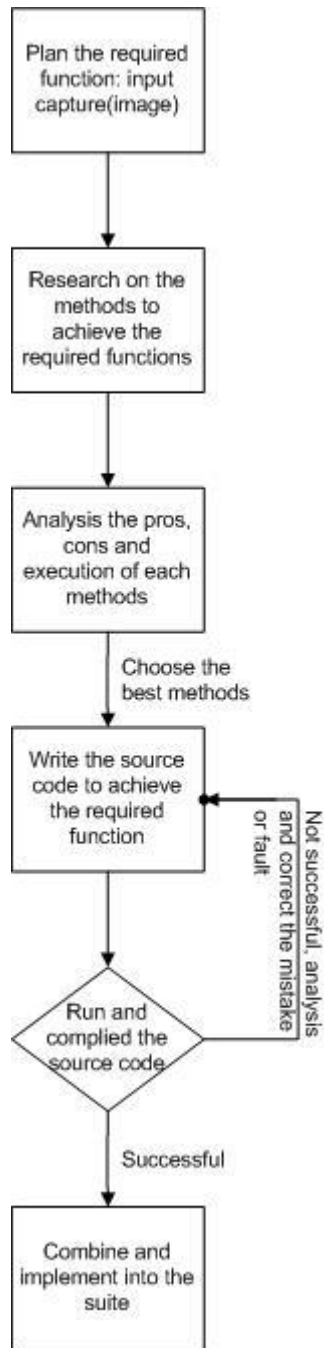 Plan the required
function: input
capture(image)
Research on the
methods to
achieve the
required functions
Analysis the pros,
cons and
execution of each
methods
Choose the
best methods
Write the source
code to achieve
the required
function
Not successful, analysis
and correct the mistake
or fault
Run and
complied the
source code
Successful
Combine and
implement into the
suite